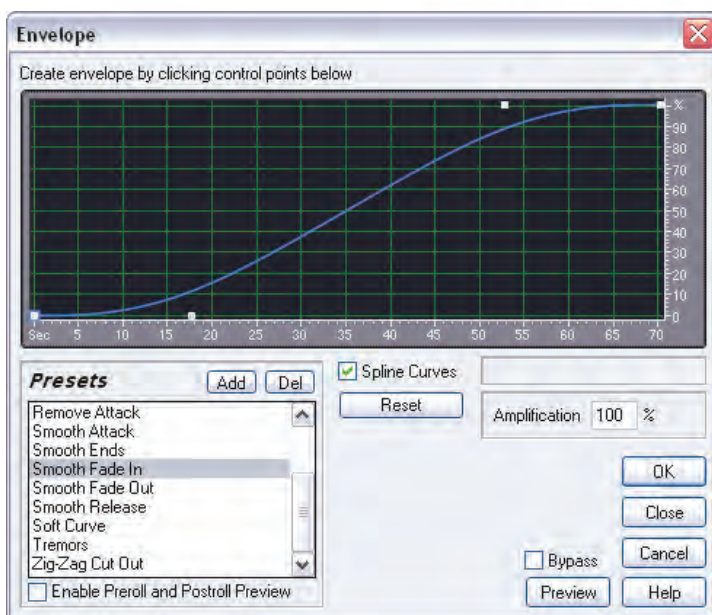 Envelope
Create envelope by clicking control points below
%
90
80
70
60
50
40
30
20
10
0
Sec 5 10 15 20 25 30 35 40 45 50 55 60 65 70
Presets Add Del
Remove Attack
Smooth Attack
Smooth Ends
Smooth Fade In
Smooth Fade Out
Smooth Release
Soft Curve
Tremors
Zig-Zag Cut Out
Enable Preroll and Postroll Preview
Spline Curves
Reset
Amplification 100 %
OK
Close
Bypass Cancel
Preview Help